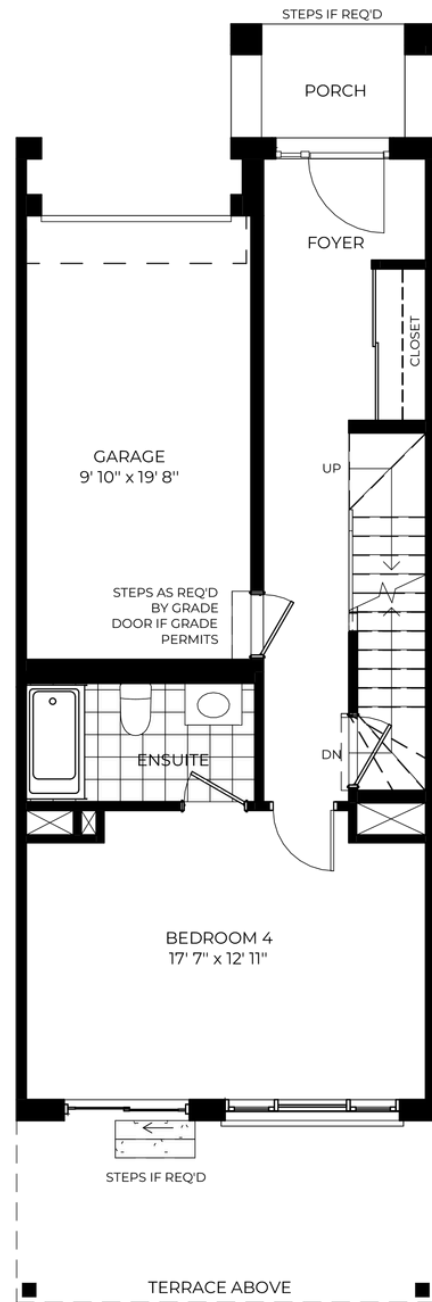 STEPS IF REQ'D
PORCH
FOYER
CLOSET
GARAGE
9' 10" x 19' 8"
UP
STEPS AS REQ'D
BY GRADE
DOOR IF GRADE
PERMITS
ENSUITE
DN
BEDROOM 4
17' 7" x 12' 11"
STEPS IF REQ'D
TERRACE ABOVE